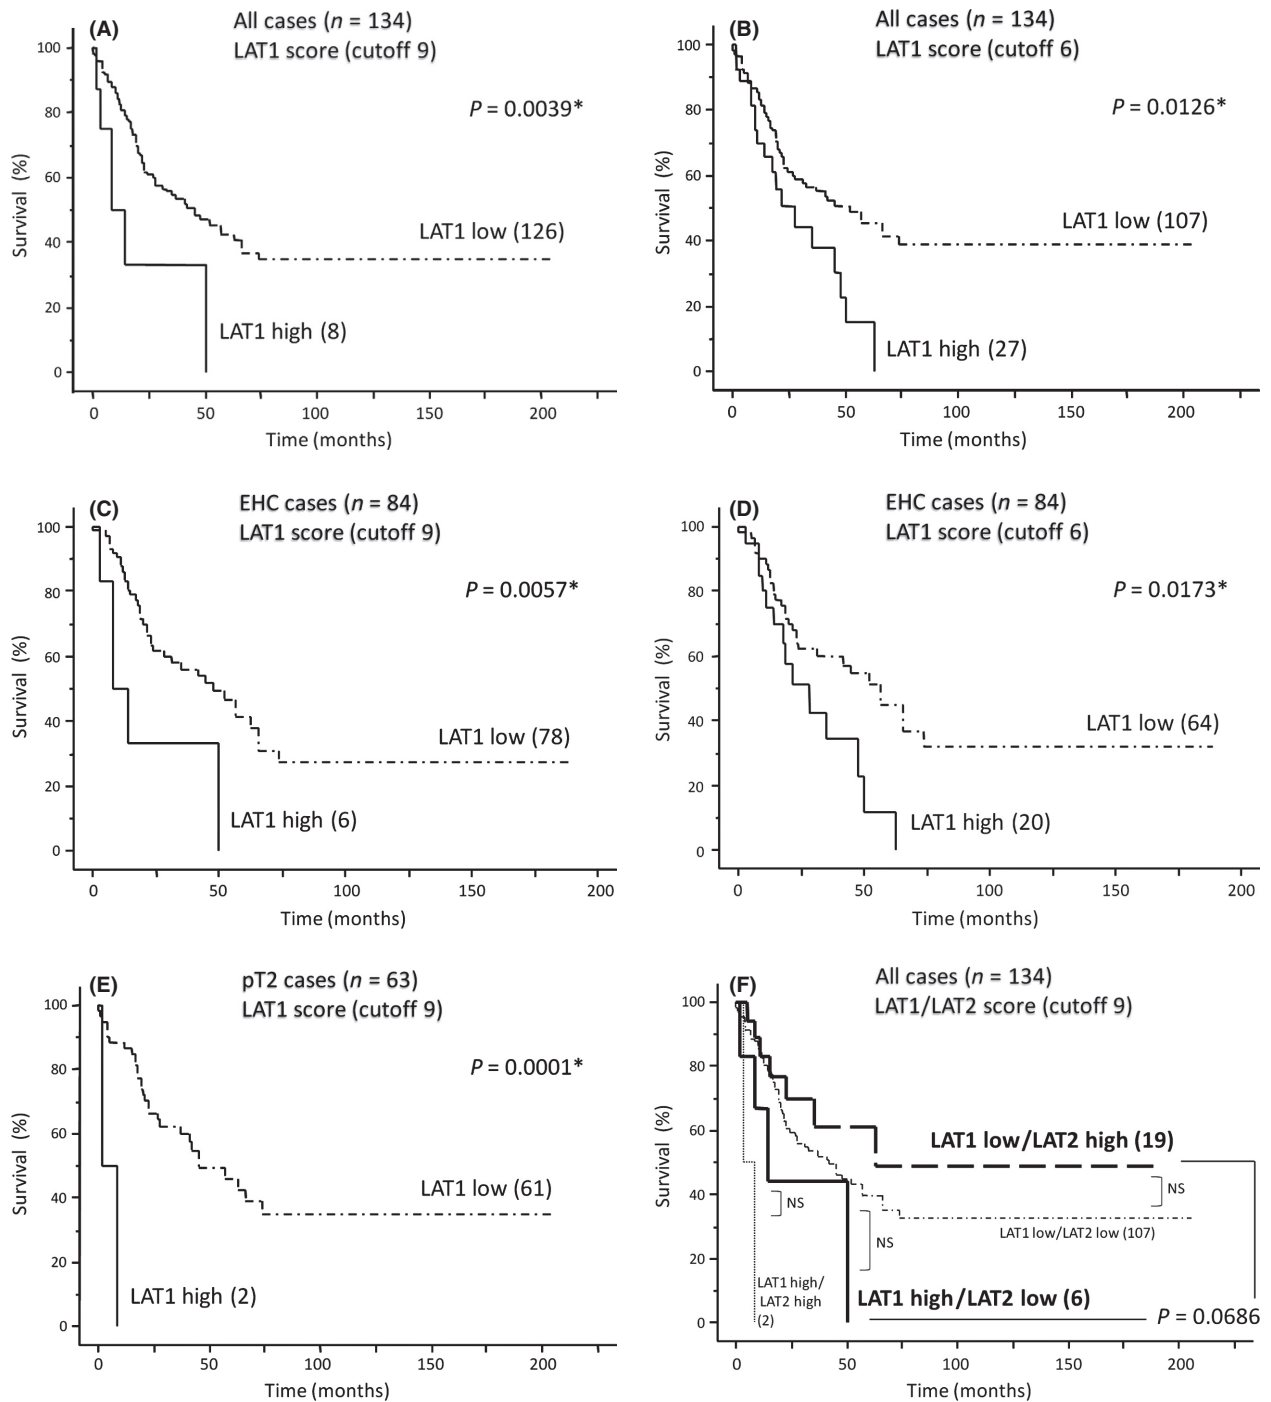 (A)
All cases (n = 134)
LAT1 score (cutoff 9)
P = 0.0039*
Survival (%)
100
80
60
40
20
0
LAT1 low (126)
LAT1 high (8)
0 50 100 150 200
Time (months)
(B)
All cases (n = 134)
LAT1 score (cutoff 6)
P = 0.0126*
Survival (%)
100
80
60
40
20
0
LAT1 low (107)
LAT1 high (27)
0 50 100 150 200
Time (months)
(C)
EHC cases (n = 84)
LAT1 score (cutoff 9)
P = 0.0057*
Survival (%)
100
80
60
40
20
0
LAT1 low (78)
LAT1 high (6)
0 50 100 150 200
Time (months)
(D)
EHC cases (n = 84)
LAT1 score (cutoff 6)
P = 0.0173*
Survival (%)
100
80
60
40
20
0
LAT1 low (64)
LAT1 high (20)
0 50 100 150 200
Time (months)
(E)
pT2 cases (n = 63)
LAT1 score (cutoff 9)
P = 0.0001*
Survival (%)
100
80
60
40
20
0
LAT1 low (61)
LAT1 high (2)
0 50 100 150 200
Time (months)
(F)
All cases (n = 134)
LAT1/LAT2 score (cutoff 9)
Survival (%)
100
80
60
40
20
0
LAT1 low/LAT2 high (19)
NS
NS
LAT1 low/LAT2 low (107)
NS
LAT1 high/
LAT2 high
(2)
LAT1 high/LAT2 low (6)
P = 0.0686
0 50 100 150 200
Time (months)